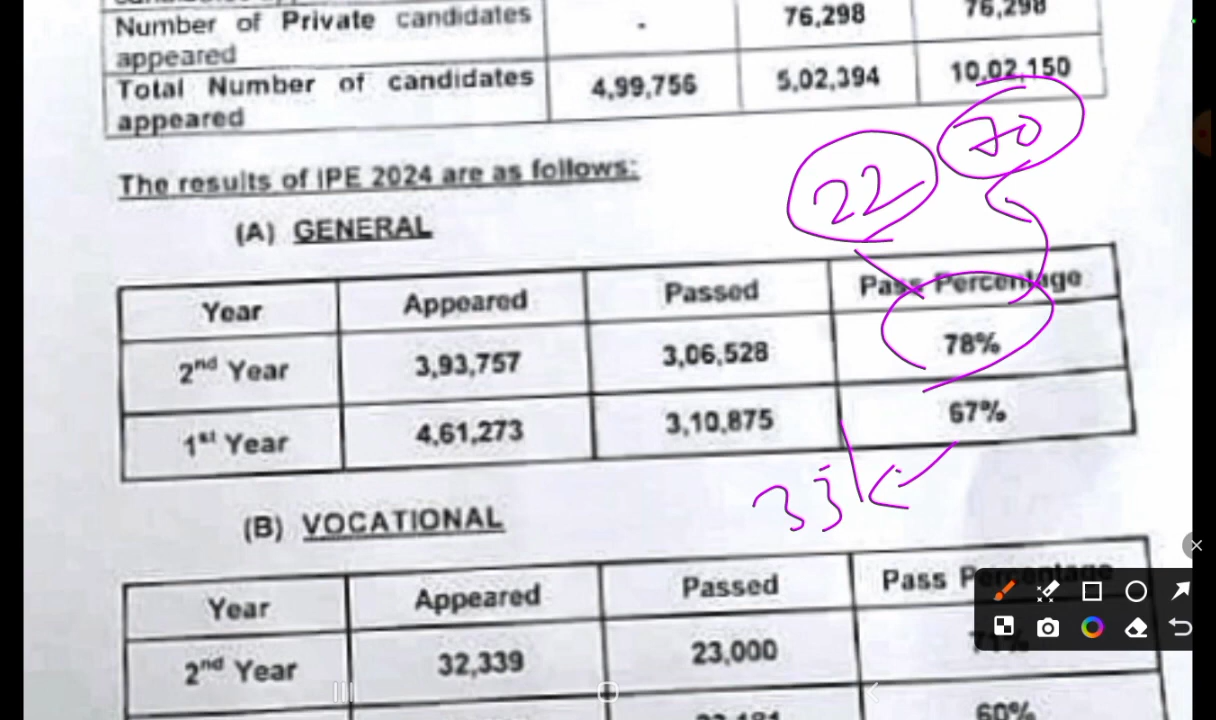 Number of Private candidates appeared - 76,298 76,298
Total Number of candidates appeared 4,99,756 5,02,394 10,02,150
70
22
The results of IPE 2024 are as follows:
(A) GENERAL
Year Appeared Passed Pass Percentage
2nd Year 3,93,757 3,06,528 78%
1st Year 4,61,273 3,10,875 67%
(B) VOCATIONAL
Year Appeared Passed Pass Percentage
2nd Year 32,339 23,000 71%
60%